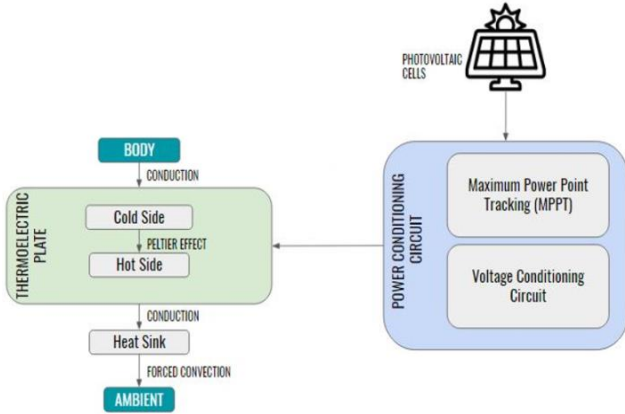 PHOTOVOLTAIC
CELLS
BODY
CONDUCTION
THERMOELECTRIC
PLATE
Cold Side
PELTIER EFFECT
Hot Side
CONDUCTION
Heat Sink
FORCED CONVECTION
AMBIENT
POWER CONDITIONING
CIRCUIT
Maximum Power Point
Tracking (MPPT)
Voltage Conditioning
Circuit